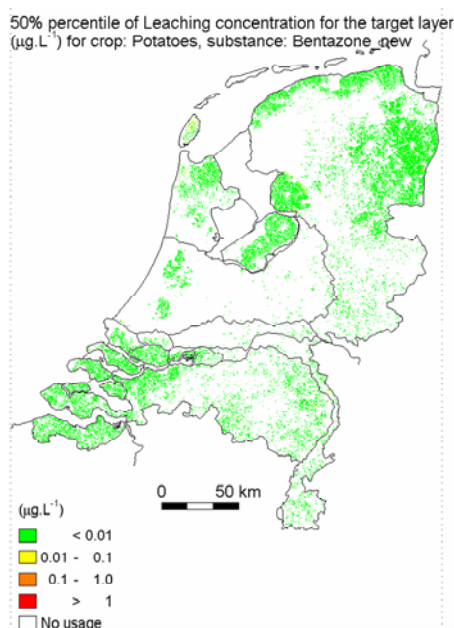 50% percentile of Leaching concentration for the target layer
(μg.L⁻¹) for crop: Potatoes, substance: Bentazone_new
0 50 km
(μg.L⁻¹)
< 0.01
0.01 - 0.1
0.1 - 1.0
> 1
No usage